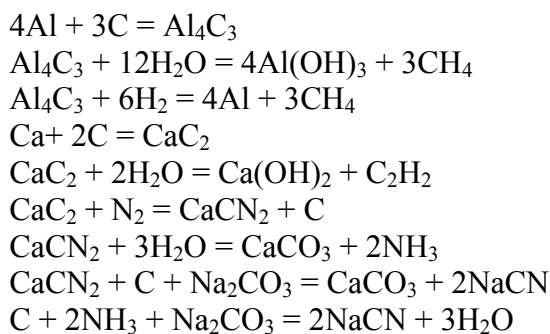 4Al + 3C = Al₄C₃
Al₄C₃ + 12H₂O = 4Al(OH)₃ + 3CH₄
Al₄C₃ + 6H₂ = 4Al + 3CH₄
Ca+ 2C = CaC₂
CaC₂ + 2H₂O = Ca(OH)₂ + C₂H₂
CaC₂ + N₂ = CaCN₂ + C
CaCN₂ + 3H₂O = CaCO₃ + 2NH₃
CaCN₂ + C + Na₂CO₃ = CaCO₃ + 2NaCN
C + 2NH₃ + Na₂CO₃ = 2NaCN + 3H₂O